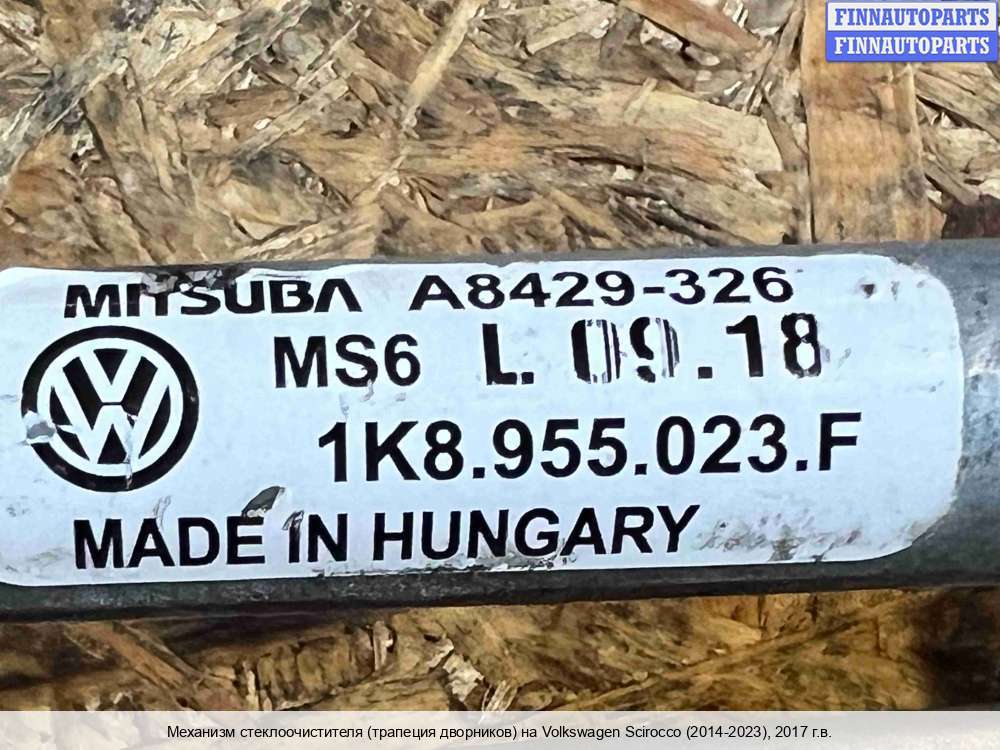 FINNAUTOPARTS
FINNAUTOPARTS
MITSUBA A8429-326
MS6 L. 09.18
1K8.955.023.F
MADE IN HUNGARY
Механизм стеклоочистителя (трапеция дворников) на Volkswagen Scirocco (2014-2023), 2017 г.в.